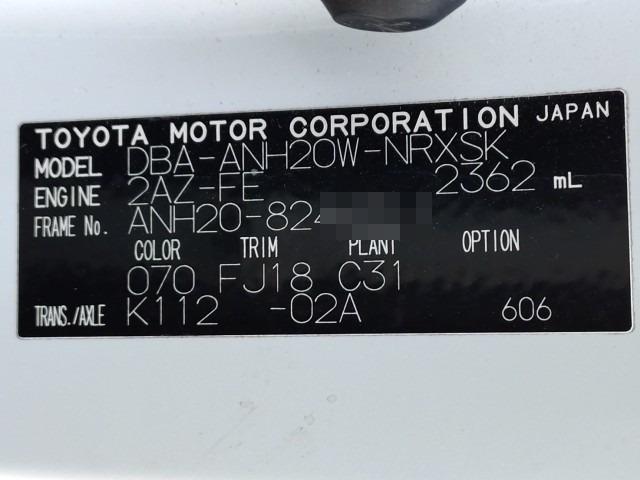 TOYOTA MOTOR CORPORATION JAPAN
MODEL DBA-ANH20W-NRXSK
ENGINE 2AZ-FE 2362 mL
FRAME No. ANH20-824
COLOR TRIM PLANT OPTION
070 FJ18 C31
TRANS./AXLE K112 -02A 606